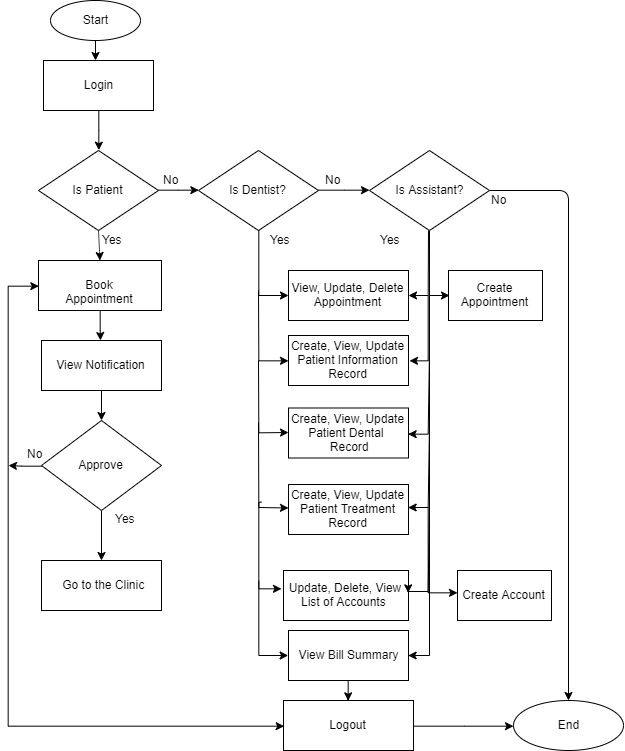 Start
Login
Is Patient
No
Is Dentist?
No
Is Assistant?
No
Yes
Yes
Yes
Book
Appointment
View, Update, Delete
Appointment
Create
Appointment
View Notification
Create, View, Update
Patient Information
Record
Create, View, Update
Patient Dental
Record
No
Approve
Yes
Create, View, Update
Patient Treatment
Record
Go to the Clinic
Update, Delete, View
List of Accounts
Create Account
View Bill Summary
Logout
End